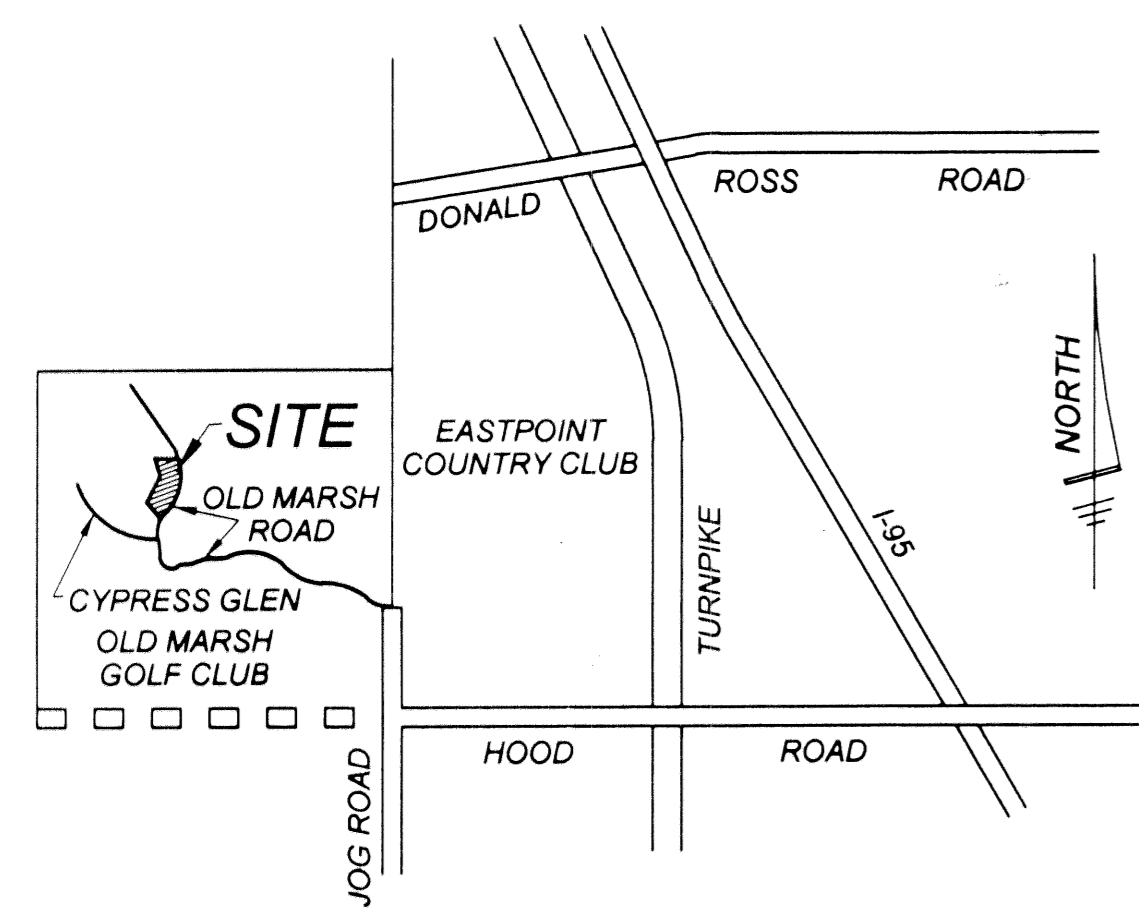 DONALD
ROSS
ROAD
NORTH
SITE
EASTPOINT
COUNTRY CLUB
OLD MARSH
ROAD
I-95
TURNPIKE
CYPRESS GLEN
OLD MARSH
GOLF CLUB
HOOD
ROAD
JOG ROAD